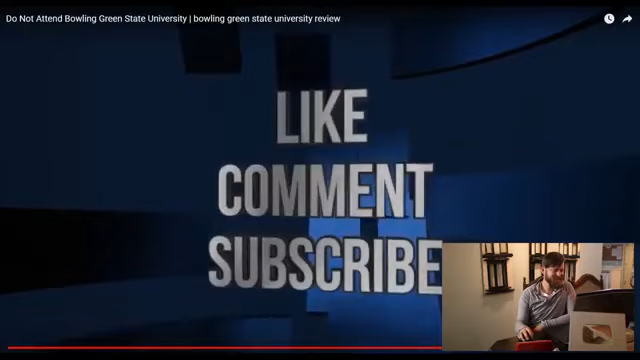 Do Not Attend Bowling Green State University | bowling green state university review
LIKE
COMMENT
SUBSCRIBE